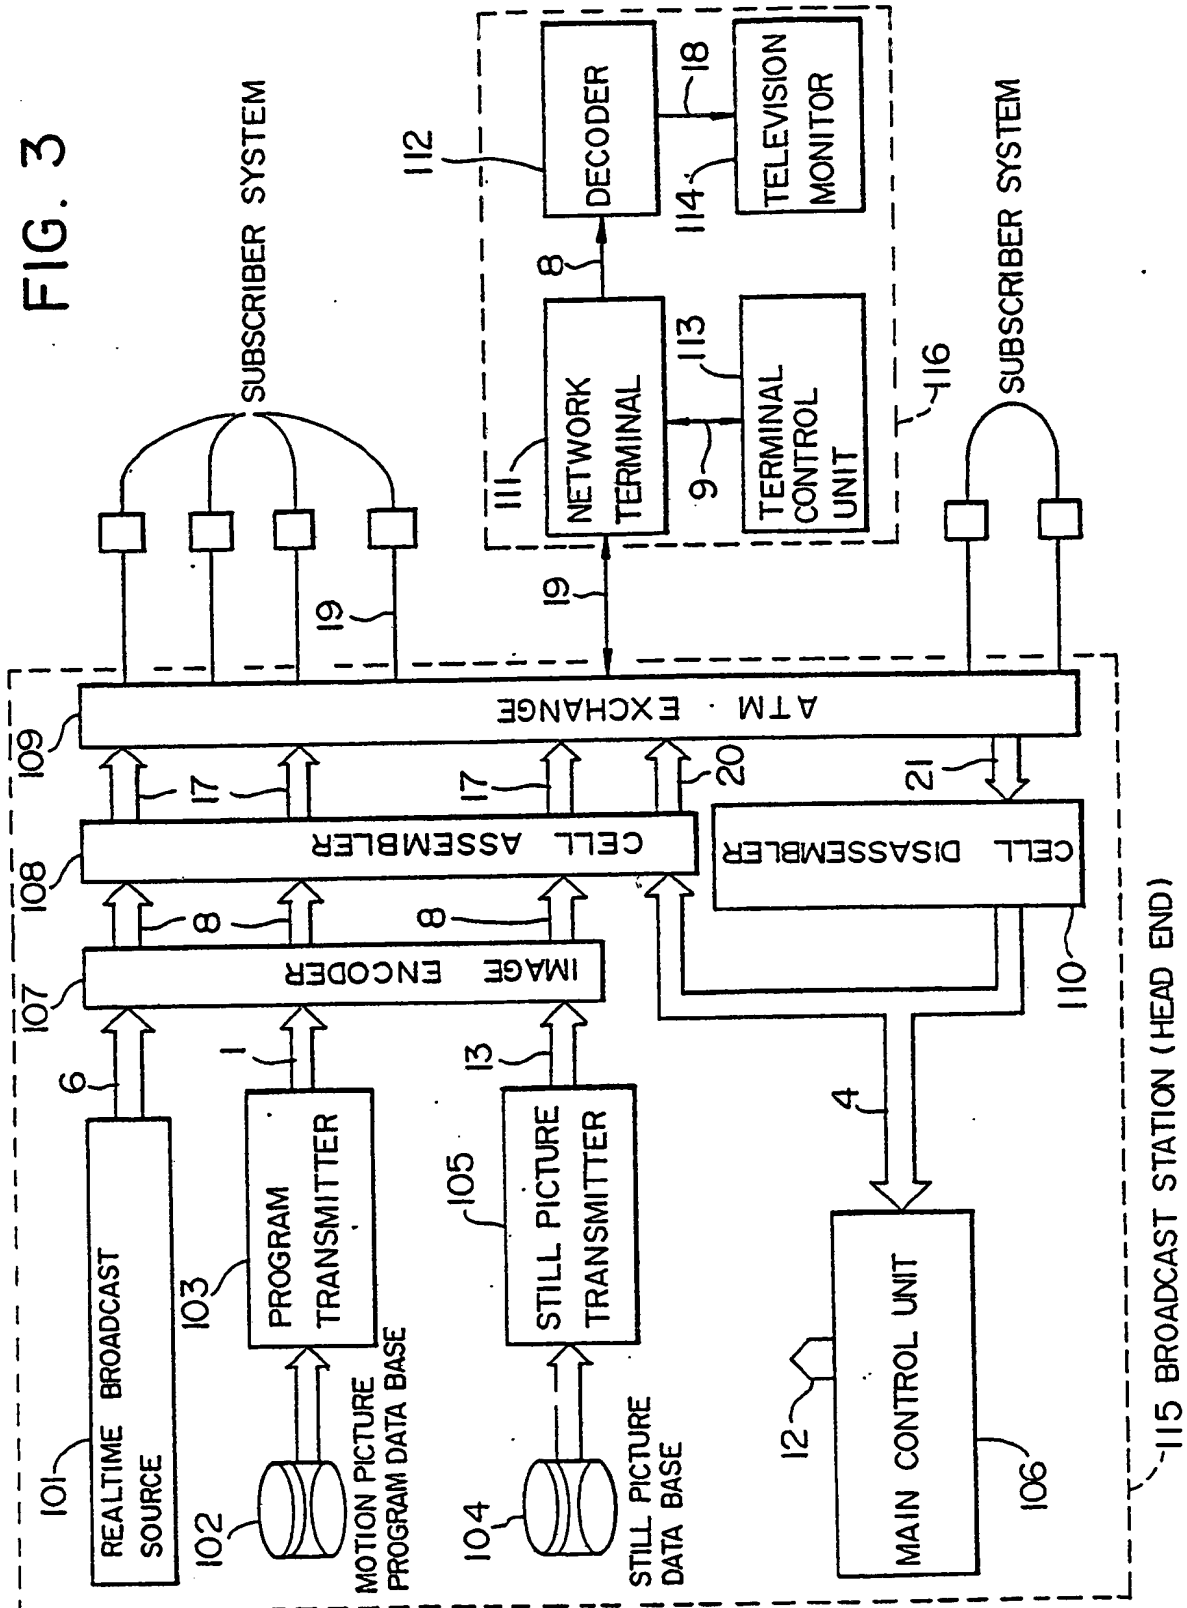 FIG. 3
115 BROADCAST STATION (HEAD END)
101
REALTIME BROADCAST
SOURCE
6
102
MOTION PICTURE
PROGRAM DATA BASE
103
PROGRAM
TRANSMITTER
1
104
STILL PICTURE
DATA BASE
105
STILL PICTURE
TRANSMITTER
13
12
MAIN CONTROL UNIT
106
4
107
IMAGE ENCODER
8
8
108
CELL ASSEMBLER
17
17
20
110
CELL DISASSEMBLER
21
109
ATM EXCHANGE
19
SUBSCRIBER SYSTEM
19
111
NETWORK
TERMINAL
8
112
DECODER
18
9
113
TERMINAL
CONTROL
UNIT
114
TELEVISION
MONITOR
116
SUBSCRIBER SYSTEM